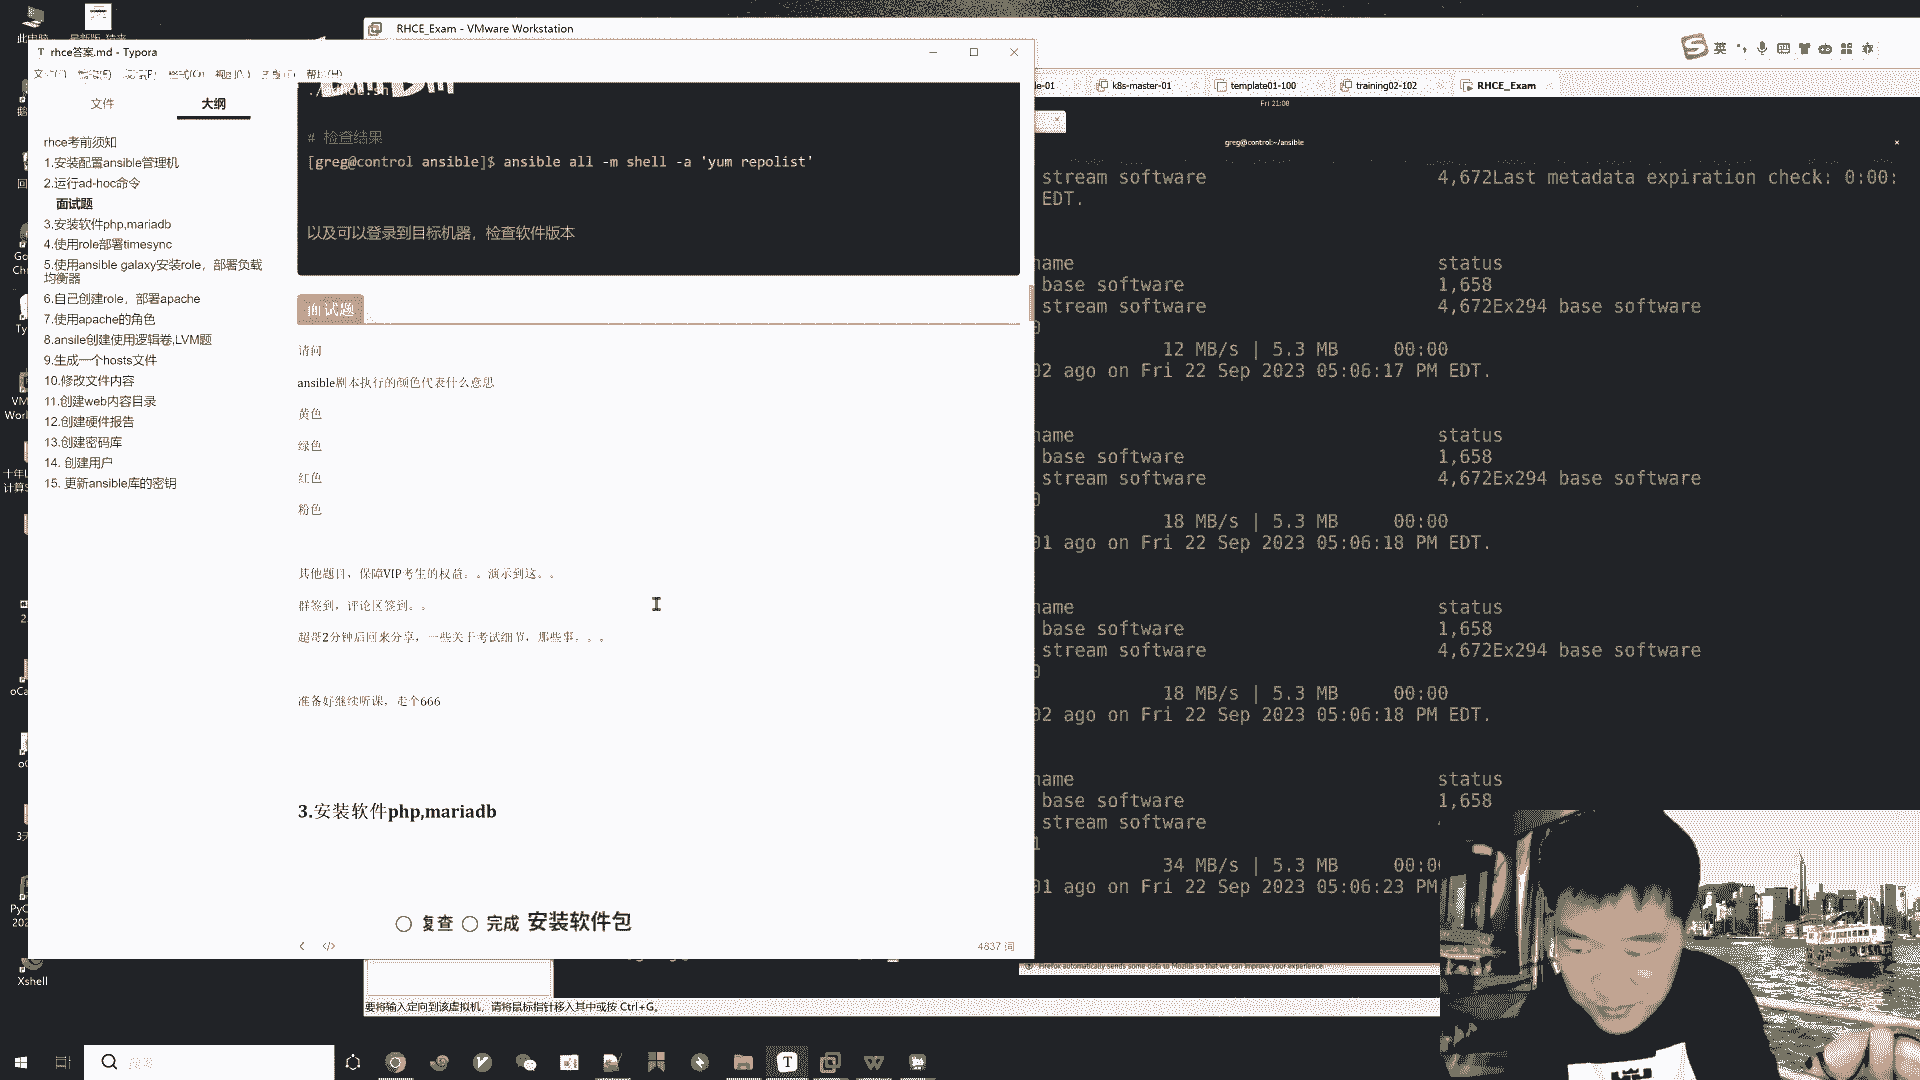 RHCE_Exam - VMware Workstation
rhce答案.md - Typora
英
文件
大纲
k8s-master-01
template01-100
training02-102
RHCE_Exam
Fri 21:08
greg@control:~/ansible
rhce考前须知
1.安装配置ansible管理机
2.运行ad-hoc命令
面试题
3.安装软件php,mariadb
4.使用role部署timesync
5.使用ansible galaxy安装role，部署负载
均衡器
6.自己创建role，部署apache
7.使用apache的角色
8.ansile创建使用逻辑卷,LVM题
9.生成一个hosts文件
10.修改文件内容
11.创建web内容目录
12.创建硬件报告
13.创建密码库
14. 创建用户
15. 更新ansible库的密钥
# 检查结果
[greg@control ansible]$ ansible all -m shell -a 'yum repolist'
以及可以登录到目标机器，检查软件版本
面试题
请问
ansible剧本执行的颜色代表什么意思
黄色
绿色
红色
粉色
其他题目，保障VIP考生的权益。。演示到这。。
群签到，评论区签到。。
超哥2分钟后回来分享，一些关于考试细节，那些事。。。
准备好继续听课，走个666
3.安装软件php,mariadb
复查 完成 安装软件包
4837 词
stream software 4,672Last metadata expiration check: 0:00:
EDT.
name status
base software 1,658
stream software 4,672Ex294 base software
12 MB/s | 5.3 MB 00:00
02 ago on Fri 22 Sep 2023 05:06:17 PM EDT.
name status
base software 1,658
stream software 4,672Ex294 base software
18 MB/s | 5.3 MB 00:00
01 ago on Fri 22 Sep 2023 05:06:18 PM EDT.
name status
base software 1,658
stream software 4,672Ex294 base software
18 MB/s | 5.3 MB 00:00
02 ago on Fri 22 Sep 2023 05:06:18 PM EDT.
name status
base software 1,658
stream software
34 MB/s | 5.3 MB 00:0
01 ago on Fri 22 Sep 2023 05:06:23 PM
Firefox automatically sends some data to Mozilla so that we can improve your experience.
要将输入定向到该虚拟机，请将鼠标指针移入其中或按 Ctrl+G。
Xshell